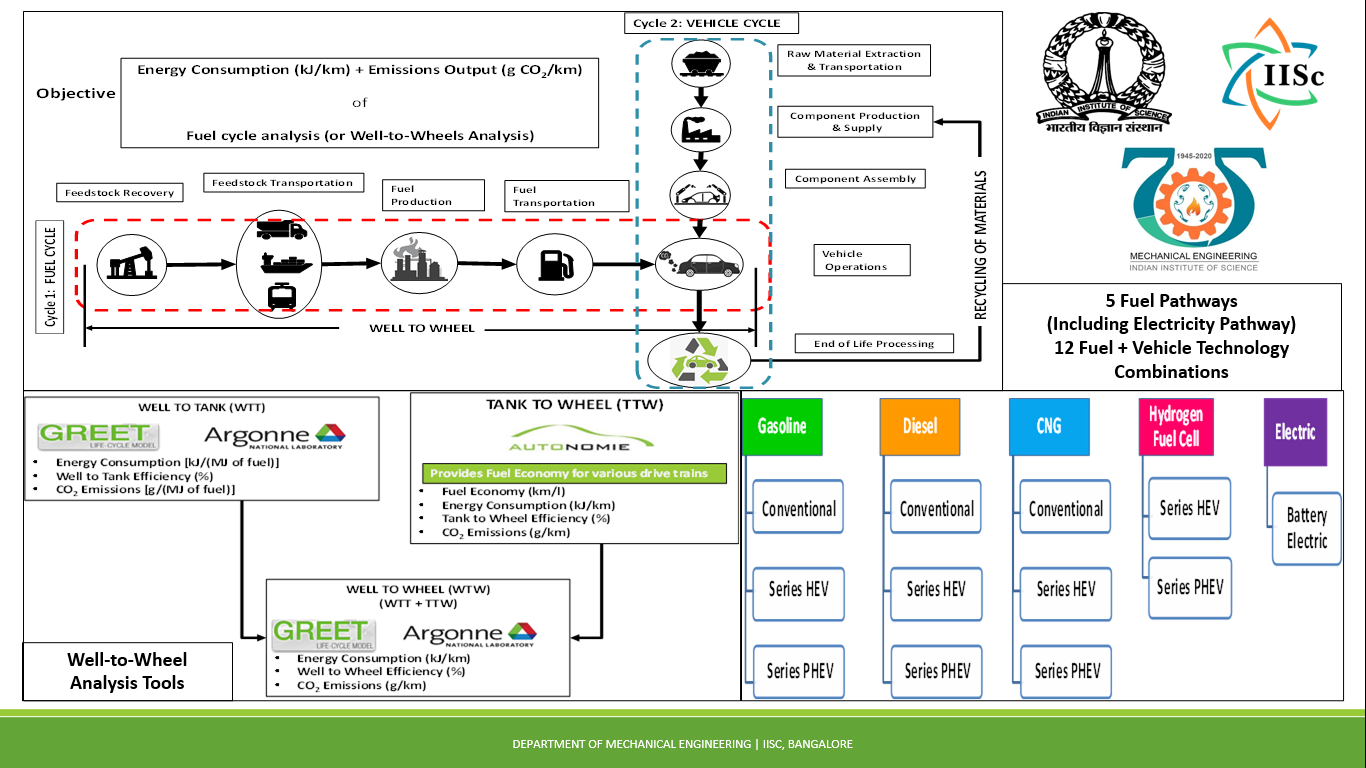 Cycle 2: VEHICLE CYCLE
Objective
Energy Consumption (kJ/km) + Emissions Output (g CO₂/km)
of
Fuel cycle analysis (or Well-to-Wheels Analysis)
Raw Material Extraction
& Transportation
Component Production
& Supply
Component Assembly
Vehicle
Operations
End of Life Processing
RECYCLING OF MATERIALS
Feedstock Recovery
Feedstock Transportation
Fuel
Production
Fuel
Transportation
Cycle 1: FUEL CYCLE
WELL TO WHEEL
INDIAN INSTITUTE OF SCIENCE
भारतीय विज्ञान संस्थान
IISc
1945-2020
MECHANICAL ENGINEERING
INDIAN INSTITUTE OF SCIENCE
5 Fuel Pathways
(Including Electricity Pathway)
12 Fuel + Vehicle Technology
Combinations
WELL TO TANK (WTT)
GREET
LIFE-CYCLE MODEL
Argonne
NATIONAL LABORATORY
• Energy Consumption [kJ/(MJ of fuel)]
• Well to Tank Efficiency (%)
• CO₂ Emissions [g/(MJ of fuel)]
TANK TO WHEEL (TTW)
AUTONOMIE
Provides Fuel Economy for various drive trains
• Fuel Economy (km/l)
• Energy Consumption (kJ/km)
• Tank to Wheel Efficiency (%)
• CO₂ Emissions (g/km)
WELL TO WHEEL (WTW)
(WTT + TTW)
GREET
LIFE-CYCLE MODEL
Argonne
NATIONAL LABORATORY
• Energy Consumption (kJ/km)
• Well to Wheel Efficiency (%)
• CO₂ Emissions (g/km)
Well-to-Wheel
Analysis Tools
Gasoline
Conventional
Series HEV
Series PHEV
Diesel
Conventional
Series HEV
Series PHEV
CNG
Conventional
Series HEV
Series PHEV
Hydrogen
Fuel Cell
Series HEV
Series PHEV
Electric
Battery
Electric
DEPARTMENT OF MECHANICAL ENGINEERING | IISC, BANGALORE